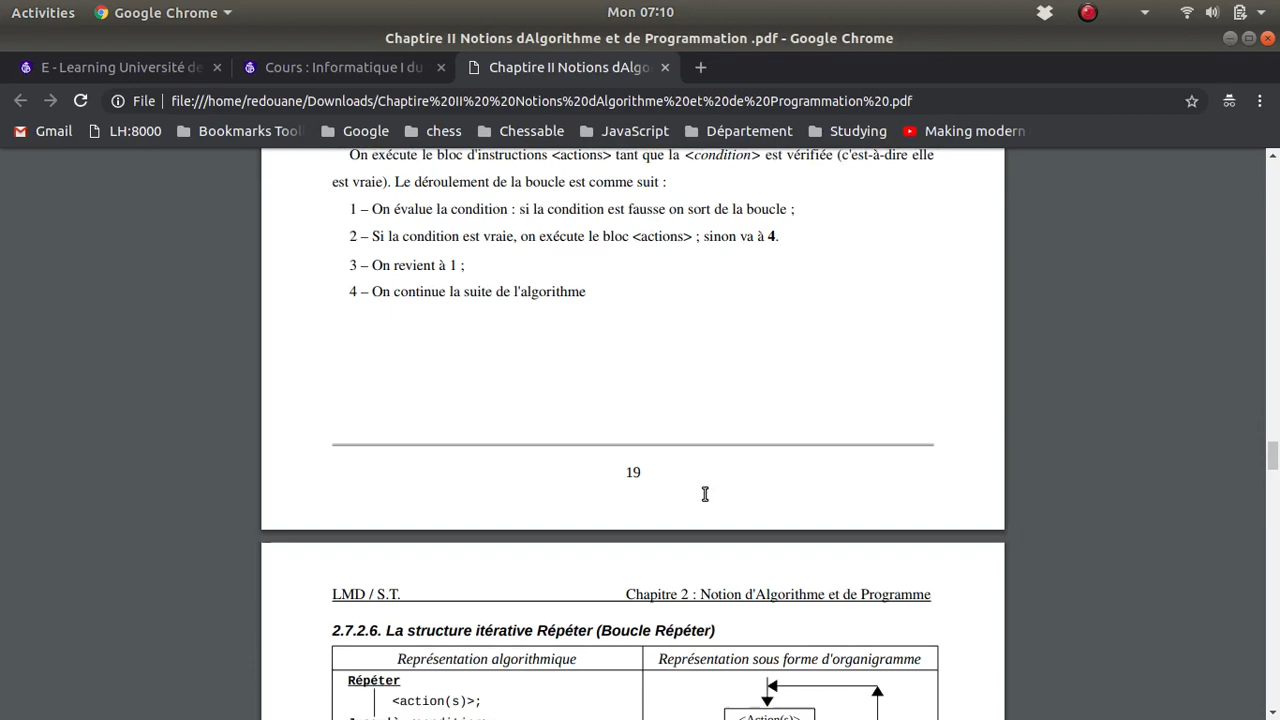 Activities Google Chrome Mon 07:10
Chaptire II Notions dAlgorithme et de Programmation .pdf - Google Chrome
E - Learning Université de Cours : Informatique I du Chaptire II Notions dAlgo
File file:///home/redouane/Downloads/Chaptire%20II%20%20Notions%20dAlgorithme%20et%20de%20Programmation%20.pdf
Gmail LH:8000 Bookmarks Tool Google chess Chessable JavaScript Département Studying Making modern
On exécute le bloc d'instructions <actions> tant que la <condition> est vérifiée (c'est-à-dire elle
est vraie). Le déroulement de la boucle est comme suit :
1 – On évalue la condition : si la condition est fausse on sort de la boucle ;
2 – Si la condition est vraie, on exécute le bloc <actions> ; sinon va à 4.
3 – On revient à 1 ;
4 – On continue la suite de l'algorithme
19
LMD / S.T. Chapitre 2 : Notion d'Algorithme et de Programme
2.7.2.6. La structure itérative Répéter (Boucle Répéter)
Représentation algorithmique Représentation sous forme d'organigramme
Répéter
<action(s)>;
<Action(s)>